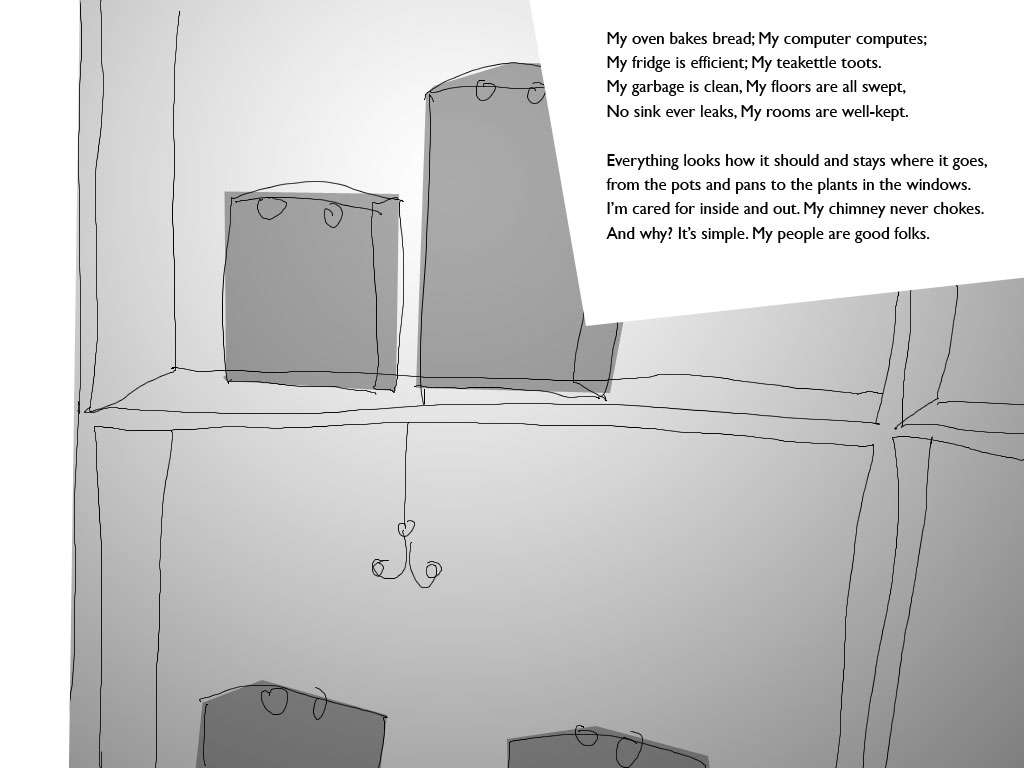 My oven bakes bread; My computer computes;
My fridge is efficient; My teakettle toots.
My garbage is clean, My floors are all swept,
No sink ever leaks, My rooms are well-kept.

Everything looks how it should and stays where it goes,
from the pots and pans to the plants in the windows.
I’m cared for inside and out. My chimney never chokes.
And why? It’s simple. My people are good folks.